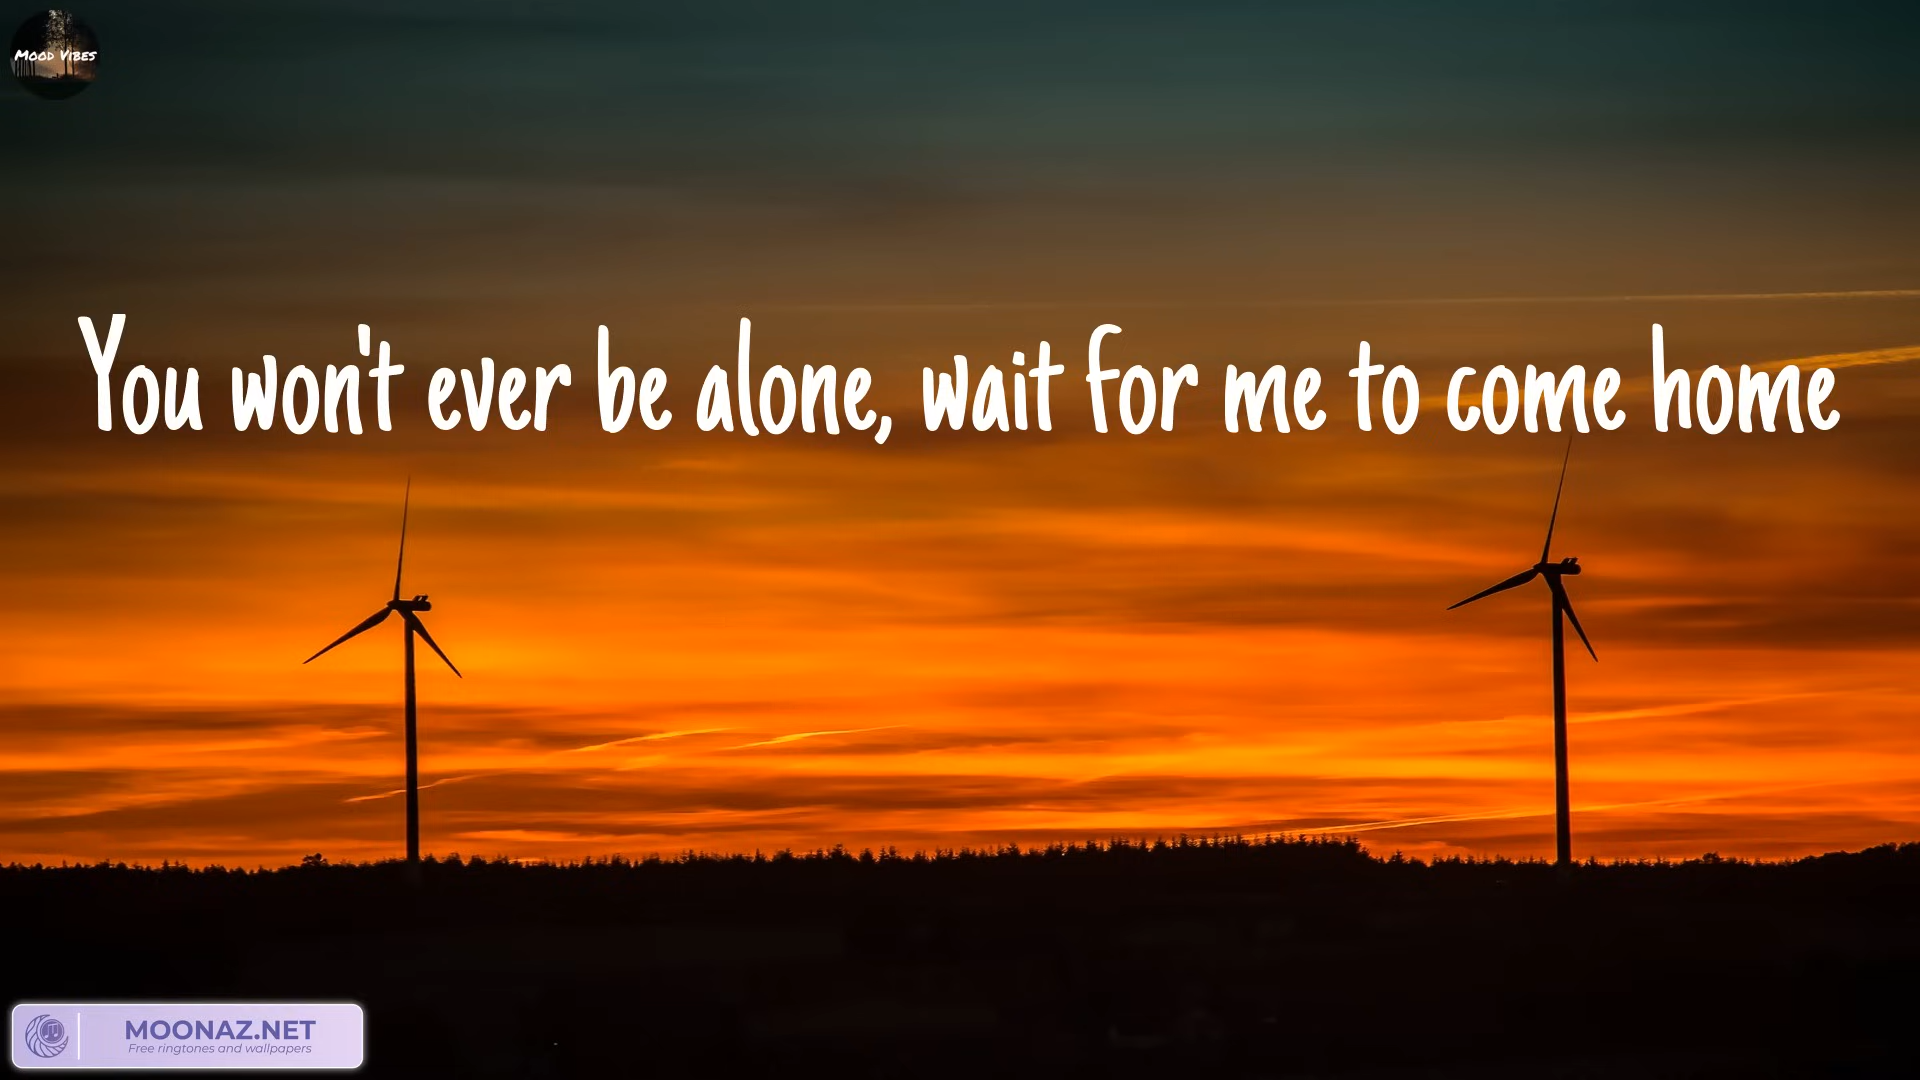 Mood Vibes
You won't ever be alone, wait for me to come home
MOONAZ.NET
Free ringtones and wallpapers